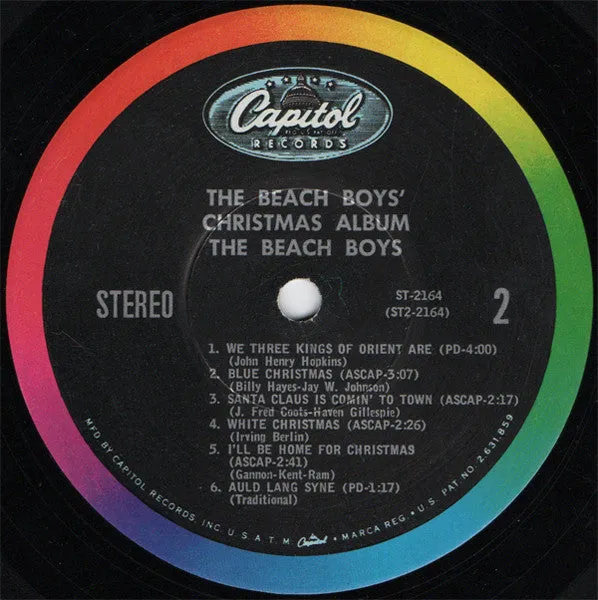 Capitol
RECORDS
THE BEACH BOYS'
CHRISTMAS ALBUM
THE BEACH BOYS
STEREO
ST-2164
(ST2-2164)
2
1. WE THREE KINGS OF ORIENT ARE (PD-4:00)
(John Henry Hopkins)
2. BLUE CHRISTMAS (ASCAP-3:07)
(Billy Hayes-Jay W. Johnson)
3. SANTA CLAUS IS COMIN' TO TOWN (ASCAP-2:17)
(J. Fred Coots-Haven Gillespie)
4. WHITE CHRISTMAS (ASCAP-2:26)
(Irving Berlin)
5. I'LL BE HOME FOR CHRISTMAS
(ASCAP-2:41)
(Gannon-Kent-Ram)
6. AULD LANG SYNE (PD-1:17)
(Traditional)
MFD BY CAPITOL RECORDS, INC. U.S.A. T.M. Capitol • MARCA REG. • U.S. PAT. NO. 2,631,859